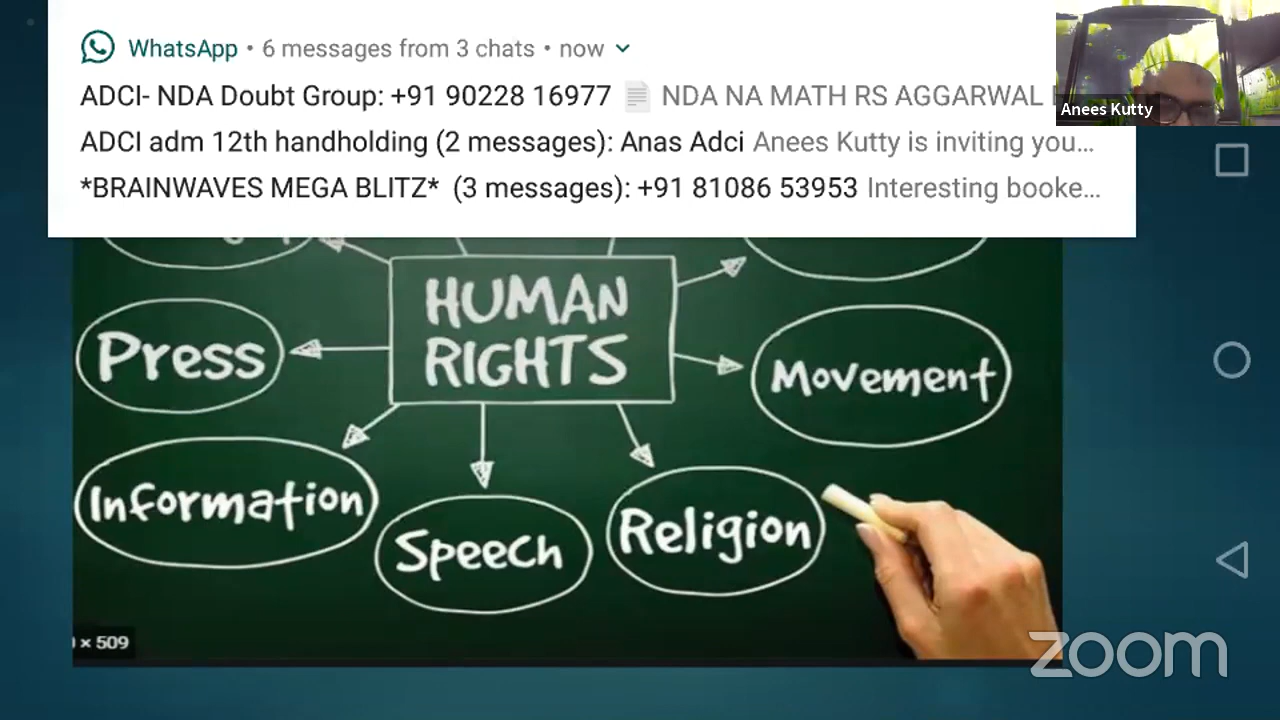 WhatsApp • 6 messages from 3 chats • now
ADCI- NDA Doubt Group: +91 90228 16977 NDA NA MATH RS AGGARWAL
ADCI adm 12th handholding (2 messages): Anas Adci Anees Kutty is inviting you...
*BRAINWAVES MEGA BLITZ* (3 messages): +91 81086 53953 Interesting booke...
Anees Kutty
HUMAN
RIGHTS
Press
Movement
Information
Speech
Religion
× 509
zoom